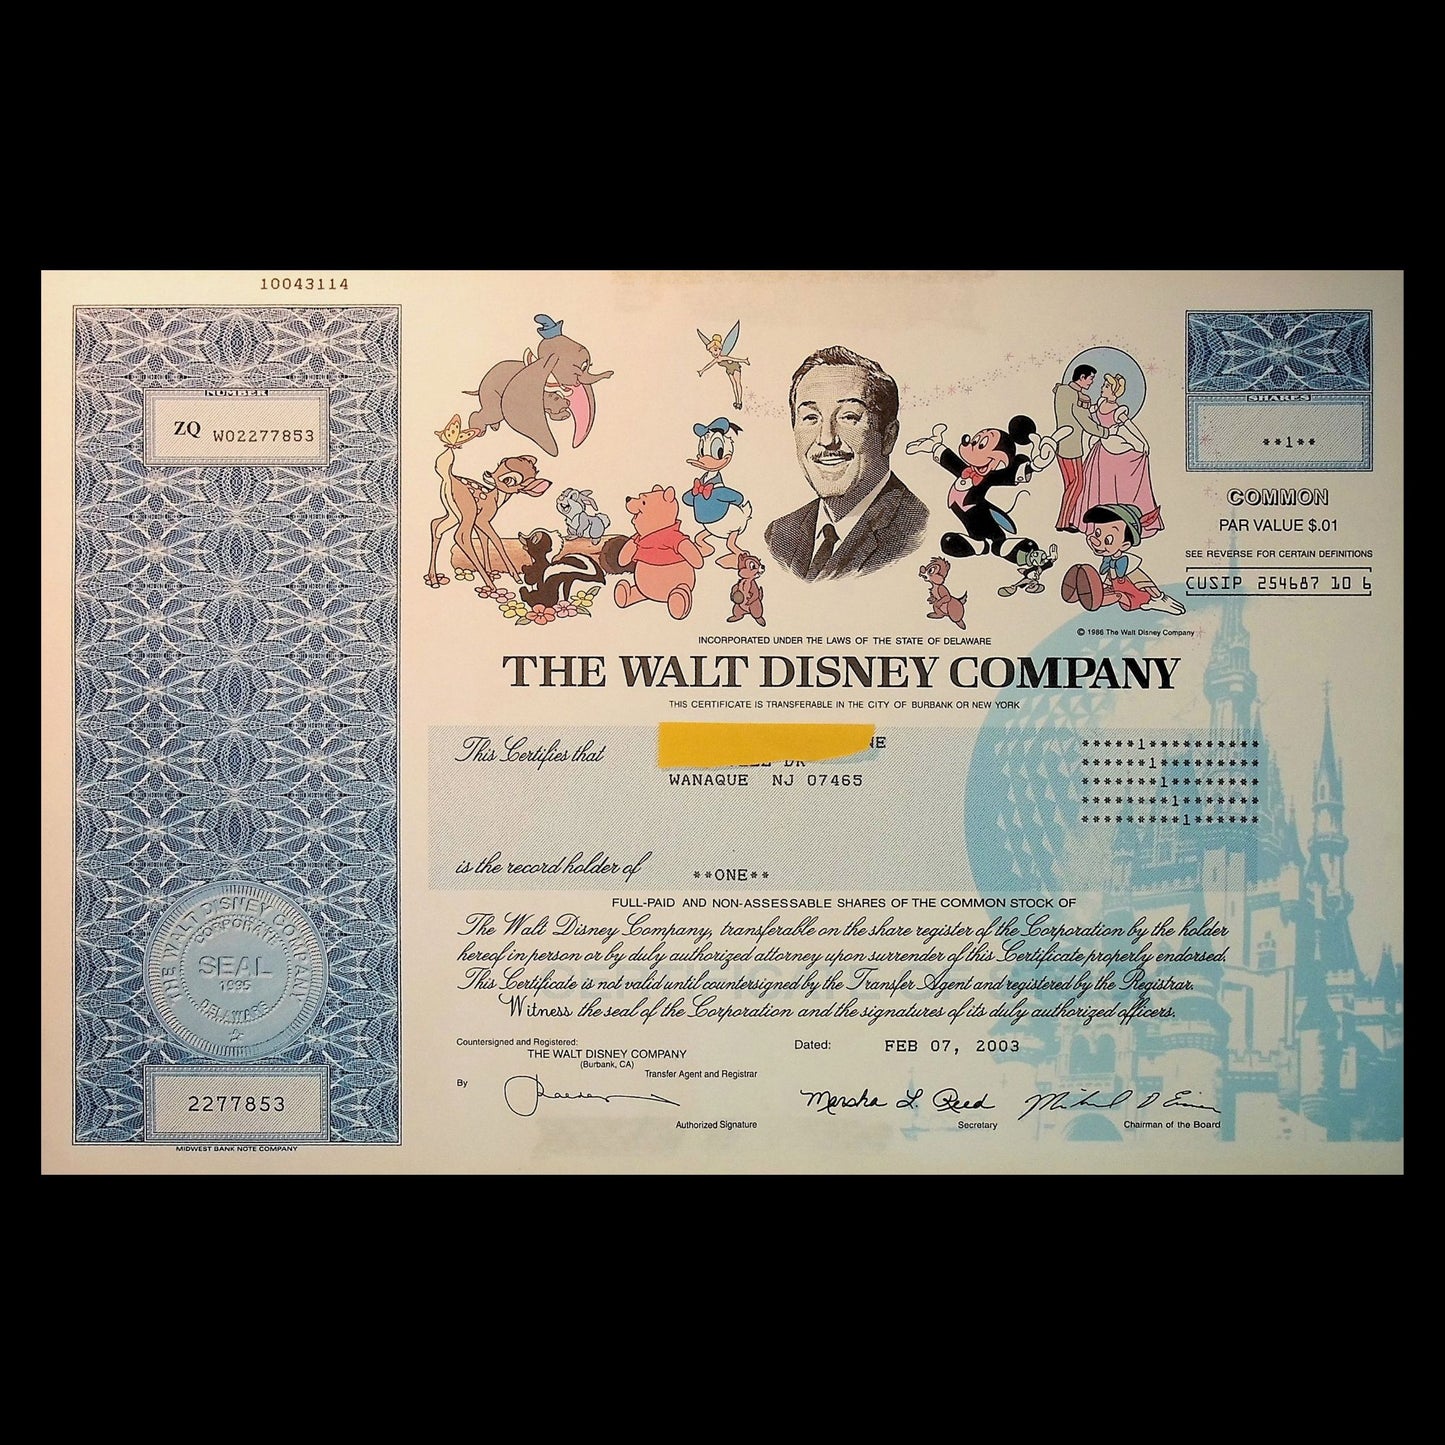 10043114
NUMBER
ZQ W02277853
SHARES
**1**
COMMON
PAR VALUE $.01
SEE REVERSE FOR CERTAIN DEFINITIONS
CUSIP 254687 10 6
© 1986 The Walt Disney Company
INCORPORATED UNDER THE LAWS OF THE STATE OF DELAWARE
THE WALT DISNEY COMPANY
THIS CERTIFICATE IS TRANSFERABLE IN THE CITY OF BURBANK OR NEW YORK
This Certifies that
DR
WANAQUE NJ 07465
*****1**********
******1*********
*******1********
********1*******
*********1******
is the record holder of **ONE**
FULL-PAID AND NON-ASSESSABLE SHARES OF THE COMMON STOCK OF
The Walt Disney Company, transferable on the share register of the Corporation by the holder
hereof in person or by duly authorized attorney upon surrender of this Certificate properly endorsed.
This Certificate is not valid until countersigned by the Transfer Agent and registered by the Registrar.
Witness the seal of the Corporation and the signatures of its duly authorized officers.
THE WALT DISNEY COMPANY
CORPORATE
SEAL
DELAWARE
Countersigned and Registered:
THE WALT DISNEY COMPANY
(Burbank, CA)
Transfer Agent and Registrar
By
Authorized Signature
Dated: FEB 07, 2003
Marsha L. Reed
Secretary
Michael D Eisner
Chairman of the Board
2277853
MIDWEST BANK NOTE COMPANY